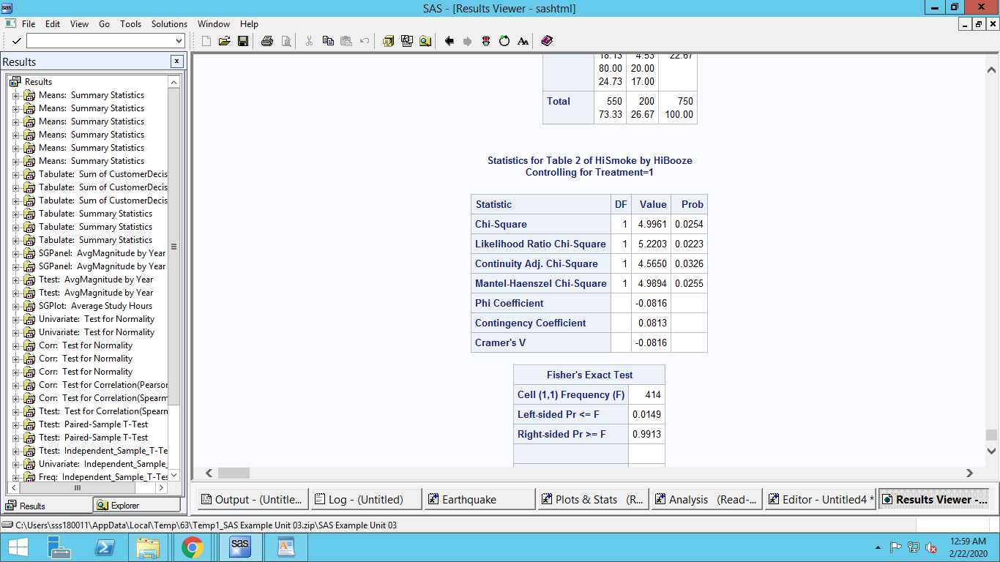 SAS - [Results Viewer - sashtml]
File Edit View Go Tools Solutions Window Help
Results
Results
Means: Summary Statistics
Means: Summary Statistics
Means: Summary Statistics
Means: Summary Statistics
Means: Summary Statistics
Means: Summary Statistics
Tabulate: Sum of CustomerDecis
Tabulate: Sum of CustomerDecis
Tabulate: Sum of CustomerDecis
Tabulate: Summary Statistics
Tabulate: Summary Statistics
Tabulate: Summary Statistics
SGPanel: AvgMagnitude by Year
SGPanel: AvgMagnitude by Year
Ttest: AvgMagnitude by Year
Ttest: AvgMagnitude by Year
SGPlot: Average Study Hours
Univariate: Test for Normality
Univariate: Test for Normality
Corr: Test for Normality
Corr: Test for Normality
Corr: Test for Normality
Corr: Test for Correlation(Pearson
Corr: Test for Correlation(Spearm
Ttest: Test for Correlation(Spearn
Ttest: Paired-Sample T-Test
Ttest: Paired-Sample T-Test
Ttest: Independent_Sample_T-Te
Univariate: Independent_Sample_
Freq: Independent_Sample_T-Tes
Results Explorer
18.13 4.53 22.67
80.00 20.00
24.73 17.00
Total 550 200 750
73.33 26.67 100.00
Statistics for Table 2 of HiSmoke by HiBooze
Controlling for Treatment=1
Statistic DF Value Prob
Chi-Square 1 4.9961 0.0254
Likelihood Ratio Chi-Square 1 5.2203 0.0223
Continuity Adj. Chi-Square 1 4.5650 0.0326
Mantel-Haenszel Chi-Square 1 4.9894 0.0255
Phi Coefficient -0.0816
Contingency Coefficient 0.0813
Cramer's V -0.0816
Fisher's Exact Test
Cell (1,1) Frequency (F) 414
Left-sided Pr <= F 0.0149
Right-sided Pr >= F 0.9913
Output - (Untitle... Log - (Untitled) Earthquake Plots & Stats (R... Analysis (Read-... Editor - Untitled4 * Results Viewer -...
C:\Users\sss180011\AppData\Local\Temp\63\Temp1_SAS Example Unit 03.zip\SAS Example Unit 03
sas
12:59 AM
2/22/2020